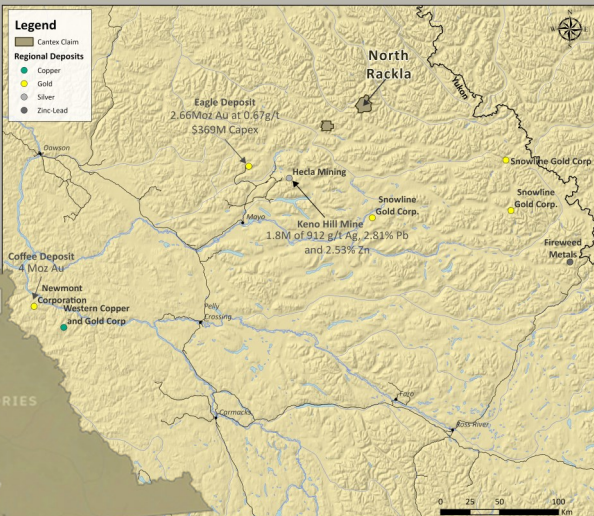 Legend
Cantex Claim
Regional Deposits
Copper
Gold
Silver
Zinc-Lead
N
E
W
North
Rackla
Yukon
Eagle Deposit
2.66Moz Au at 0.67g/t
$369M Capex
Dawson
Hecla Mining
Snowline Gold Corp
Snowline
Gold Corp.
Snowline
Gold Corp.
Mayo
Keno Hill Mine
1.8M of 912 g/t Ag, 2.81% Pb
and 2.53% Zn
Fireweed
Metals
Coffee Deposit
4 Moz Au
Newmont
Corporation
Western Copper
and Gold Corp
Pelly
Crossing
RIES
Faro
Carmacks
Ross River
0 25 50 100
Km